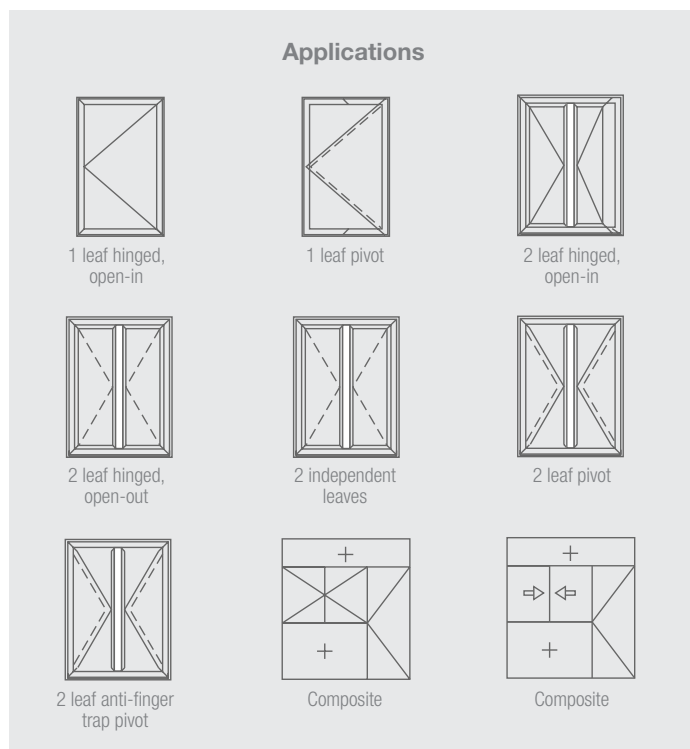 Applications
1 leaf hinged,
open-in
1 leaf pivot
2 leaf hinged,
open-in
2 leaf hinged,
open-out
2 independent
leaves
2 leaf pivot
2 leaf anti-finger
trap pivot
Composite
Composite